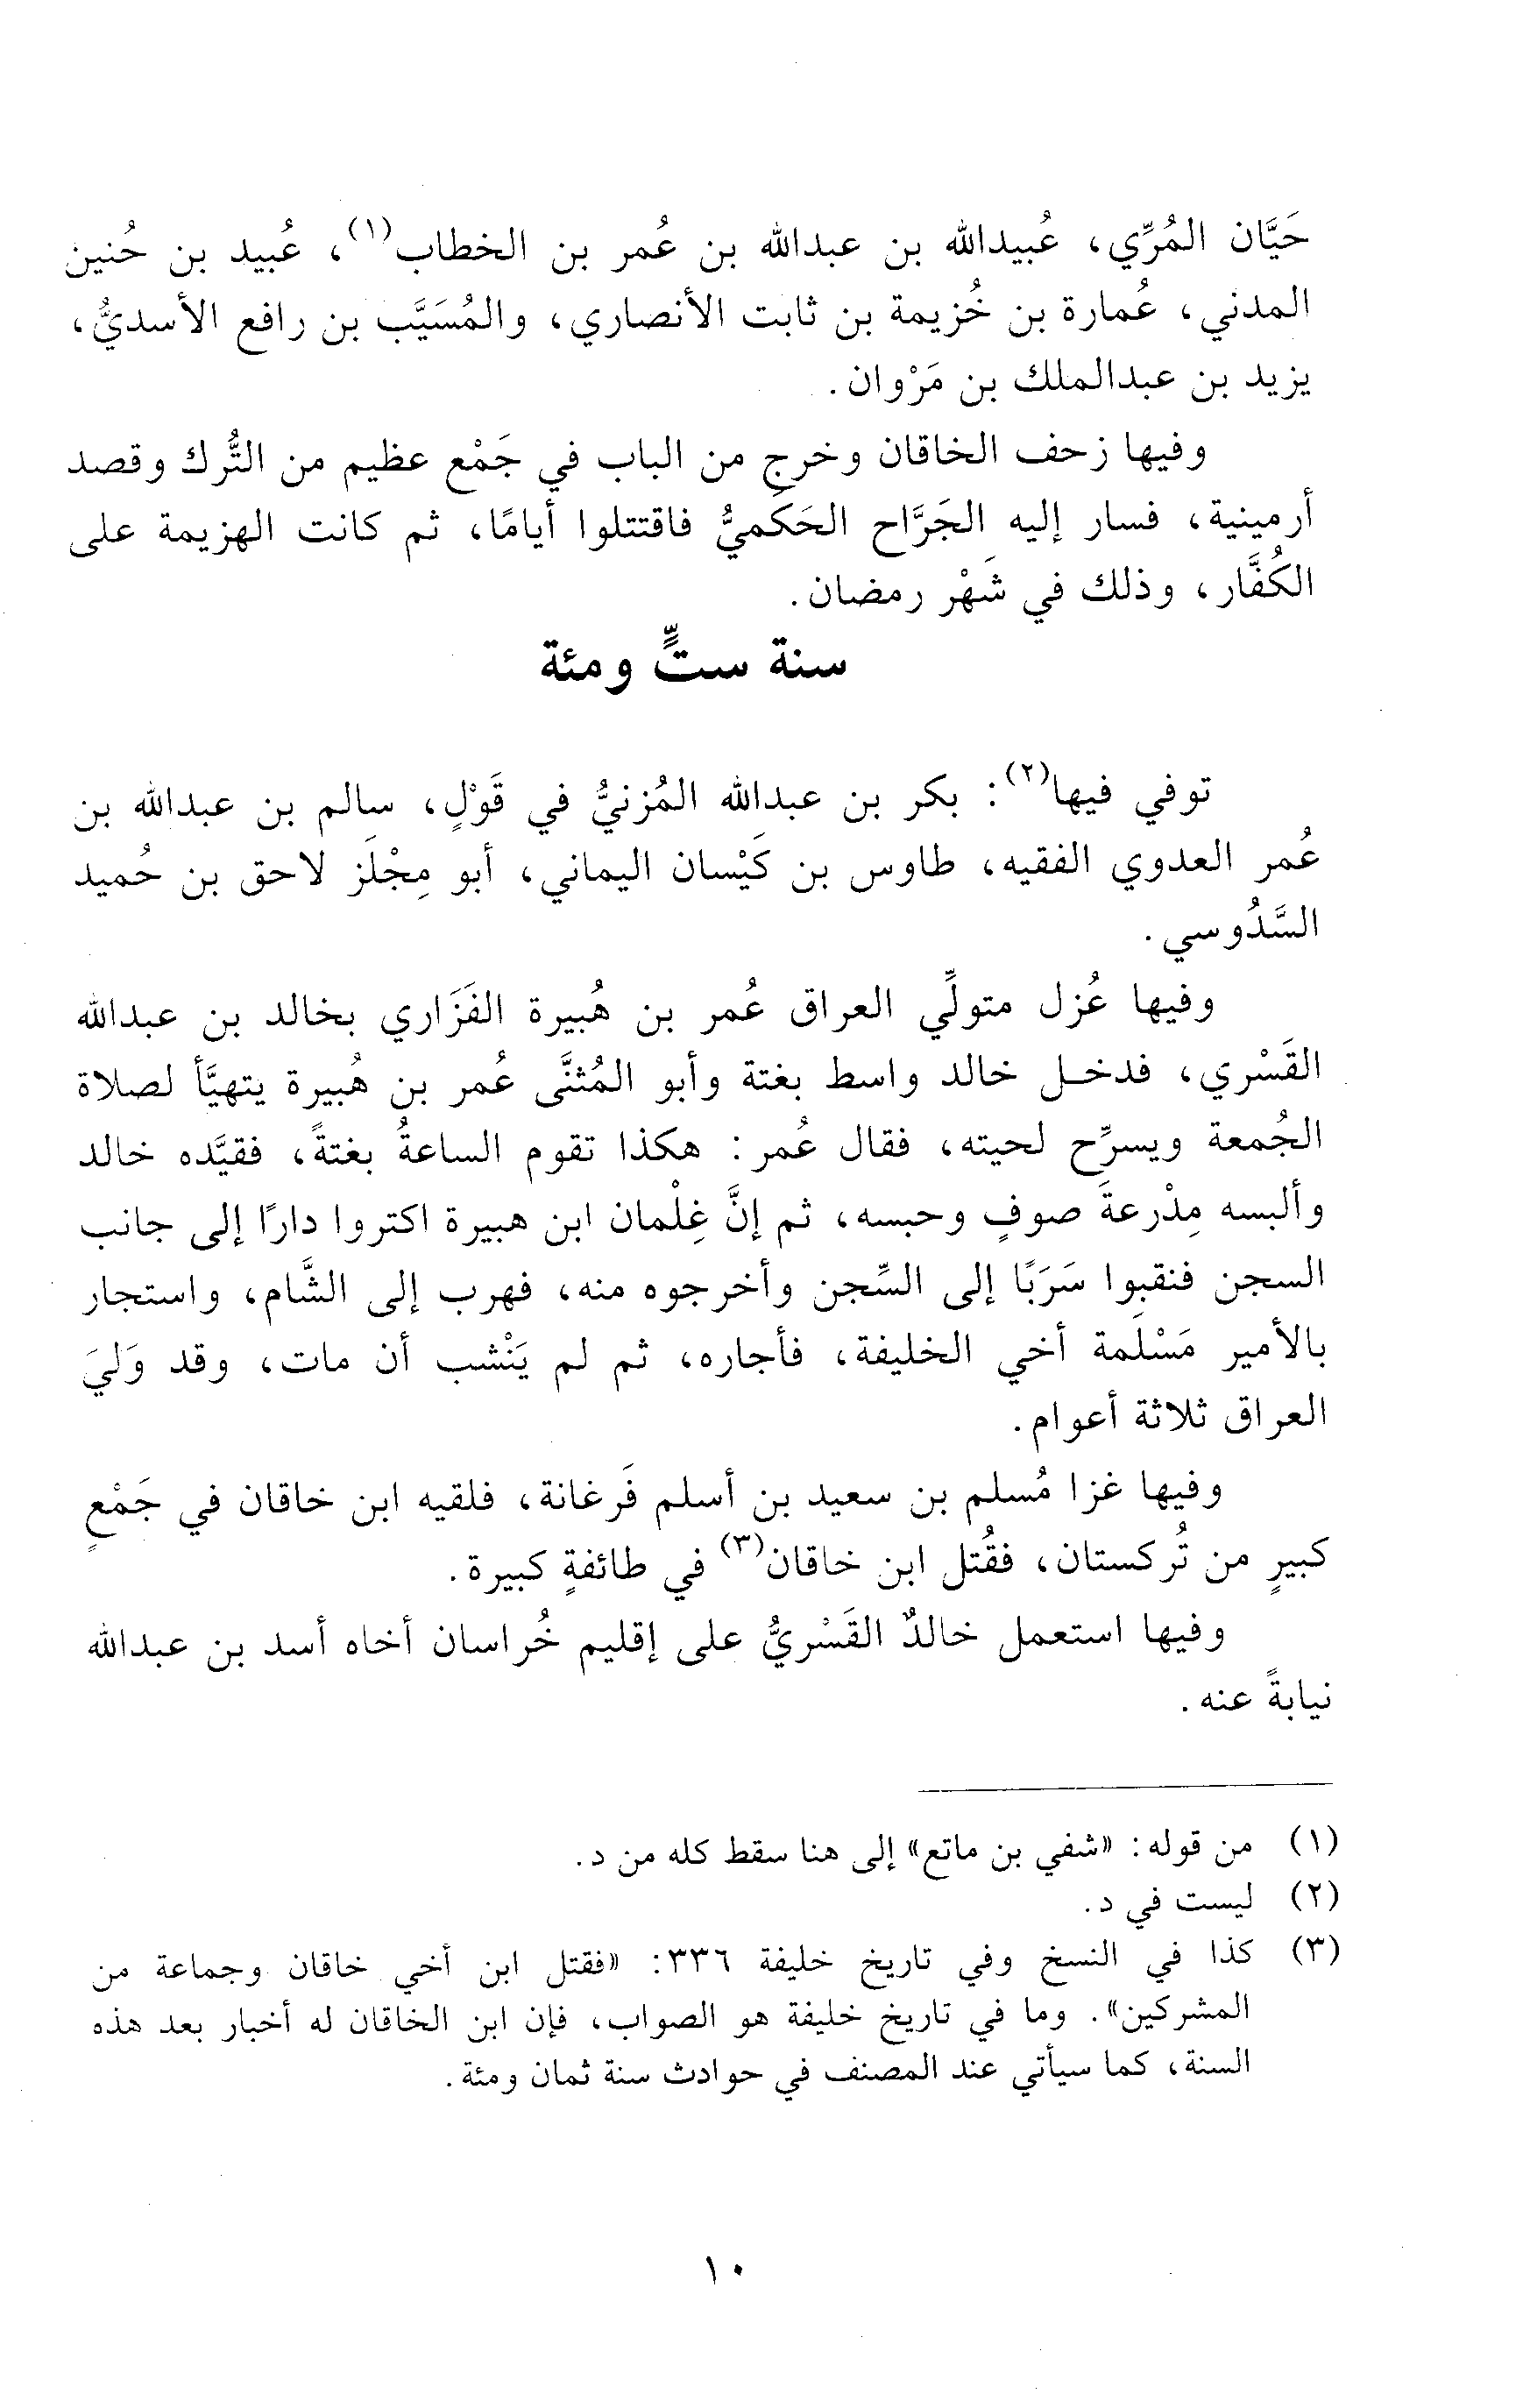 حَيَّان المُرِّي، عُبيدالله بن عبدالله بن عُمر بن الخطاب(١)، عُبيد بن حُنين
المدني، عُمارة بن خُزيمة بن ثابت الأنصاري، والمُسَيَّب بن رافع الأسديُّ،
يزيد بن عبدالملك بن مَرْوان.
وفيها زحف الخاقان وخرج من الباب في جَمْع عظيم من التُّرك وقصد
أرمينية، فسار إليه الجَرَّاح الحَكَميُّ فاقتتلوا أيامًا، ثم كانت الهزيمة على
الكُفَّار، وذلك في شَهْر رمضان.
سنة ستٍّ ومئة
توفي فيها(٢): بكر بن عبدالله المُزنيُّ في قَوْلٍ، سالم بن عبدالله بن
عُمر العدوي الفقيه، طاوس بن كَيْسان اليماني، أبو مِجْلَز لاحق بن حُميد
السَّدُوسي.
وفيها عُزل متولِّي العراق عُمر بن هُبيرة الفَزَاري بخالد بن عبدالله
القَسْري، فدخل خالد واسط بغتة وأبو المُثنَّى عُمر بن هُبيرة يتهيَّأ لصلاة
الجُمعة ويسرِّح لحيته، فقال عُمر: هكذا تقوم الساعةُ بغتةً، فقيَّده خالد
وألبسه مِدْرعةَ صوفٍ وحبسه، ثم إنَّ غِلْمان ابن هبيرة اكتروا دارًا إلى جانب
السجن فنقبوا سَرَبًا إلى السِّجن وأخرجوه منه، فهرب إلى الشَّام، واستجار
بالأمير مَسْلَمة أخي الخليفة، فأجاره، ثم لم يَنْشب أن مات، وقد وَليَ
العراق ثلاثة أعوام.
وفيها غزا مُسلم بن سعيد بن أسلم فَرغانة، فلقيه ابن خاقان في جَمْعٍ
كبيرٍ من تُركستان، فقُتل ابن خاقان(٣) في طائفةٍ كبيرة.
وفيها استعمل خالدٌ القَسْريُّ على إقليم خُراسان أخاه أسد بن عبدالله
نيابةً عنه.
(١) من قوله: «شفي بن ماتع» إلى هنا سقط كله من د.
(٢) ليست في د.
(٣) كذا في النسخ وفي تاريخ خليفة ٣٣٦: «فقتل ابن أخي خاقان وجماعة من
المشركين». وما في تاريخ خليفة هو الصواب، فإن ابن الخاقان له أخبار بعد هذه
السنة، كما سيأتي عند المصنف في حوادث سنة ثمان ومئة.
١٠